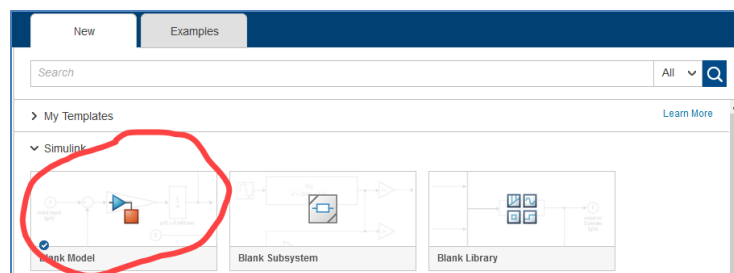 New Examples
Search All
My Templates Learn More
Simulink
Blank Model Blank Subsystem Blank Library